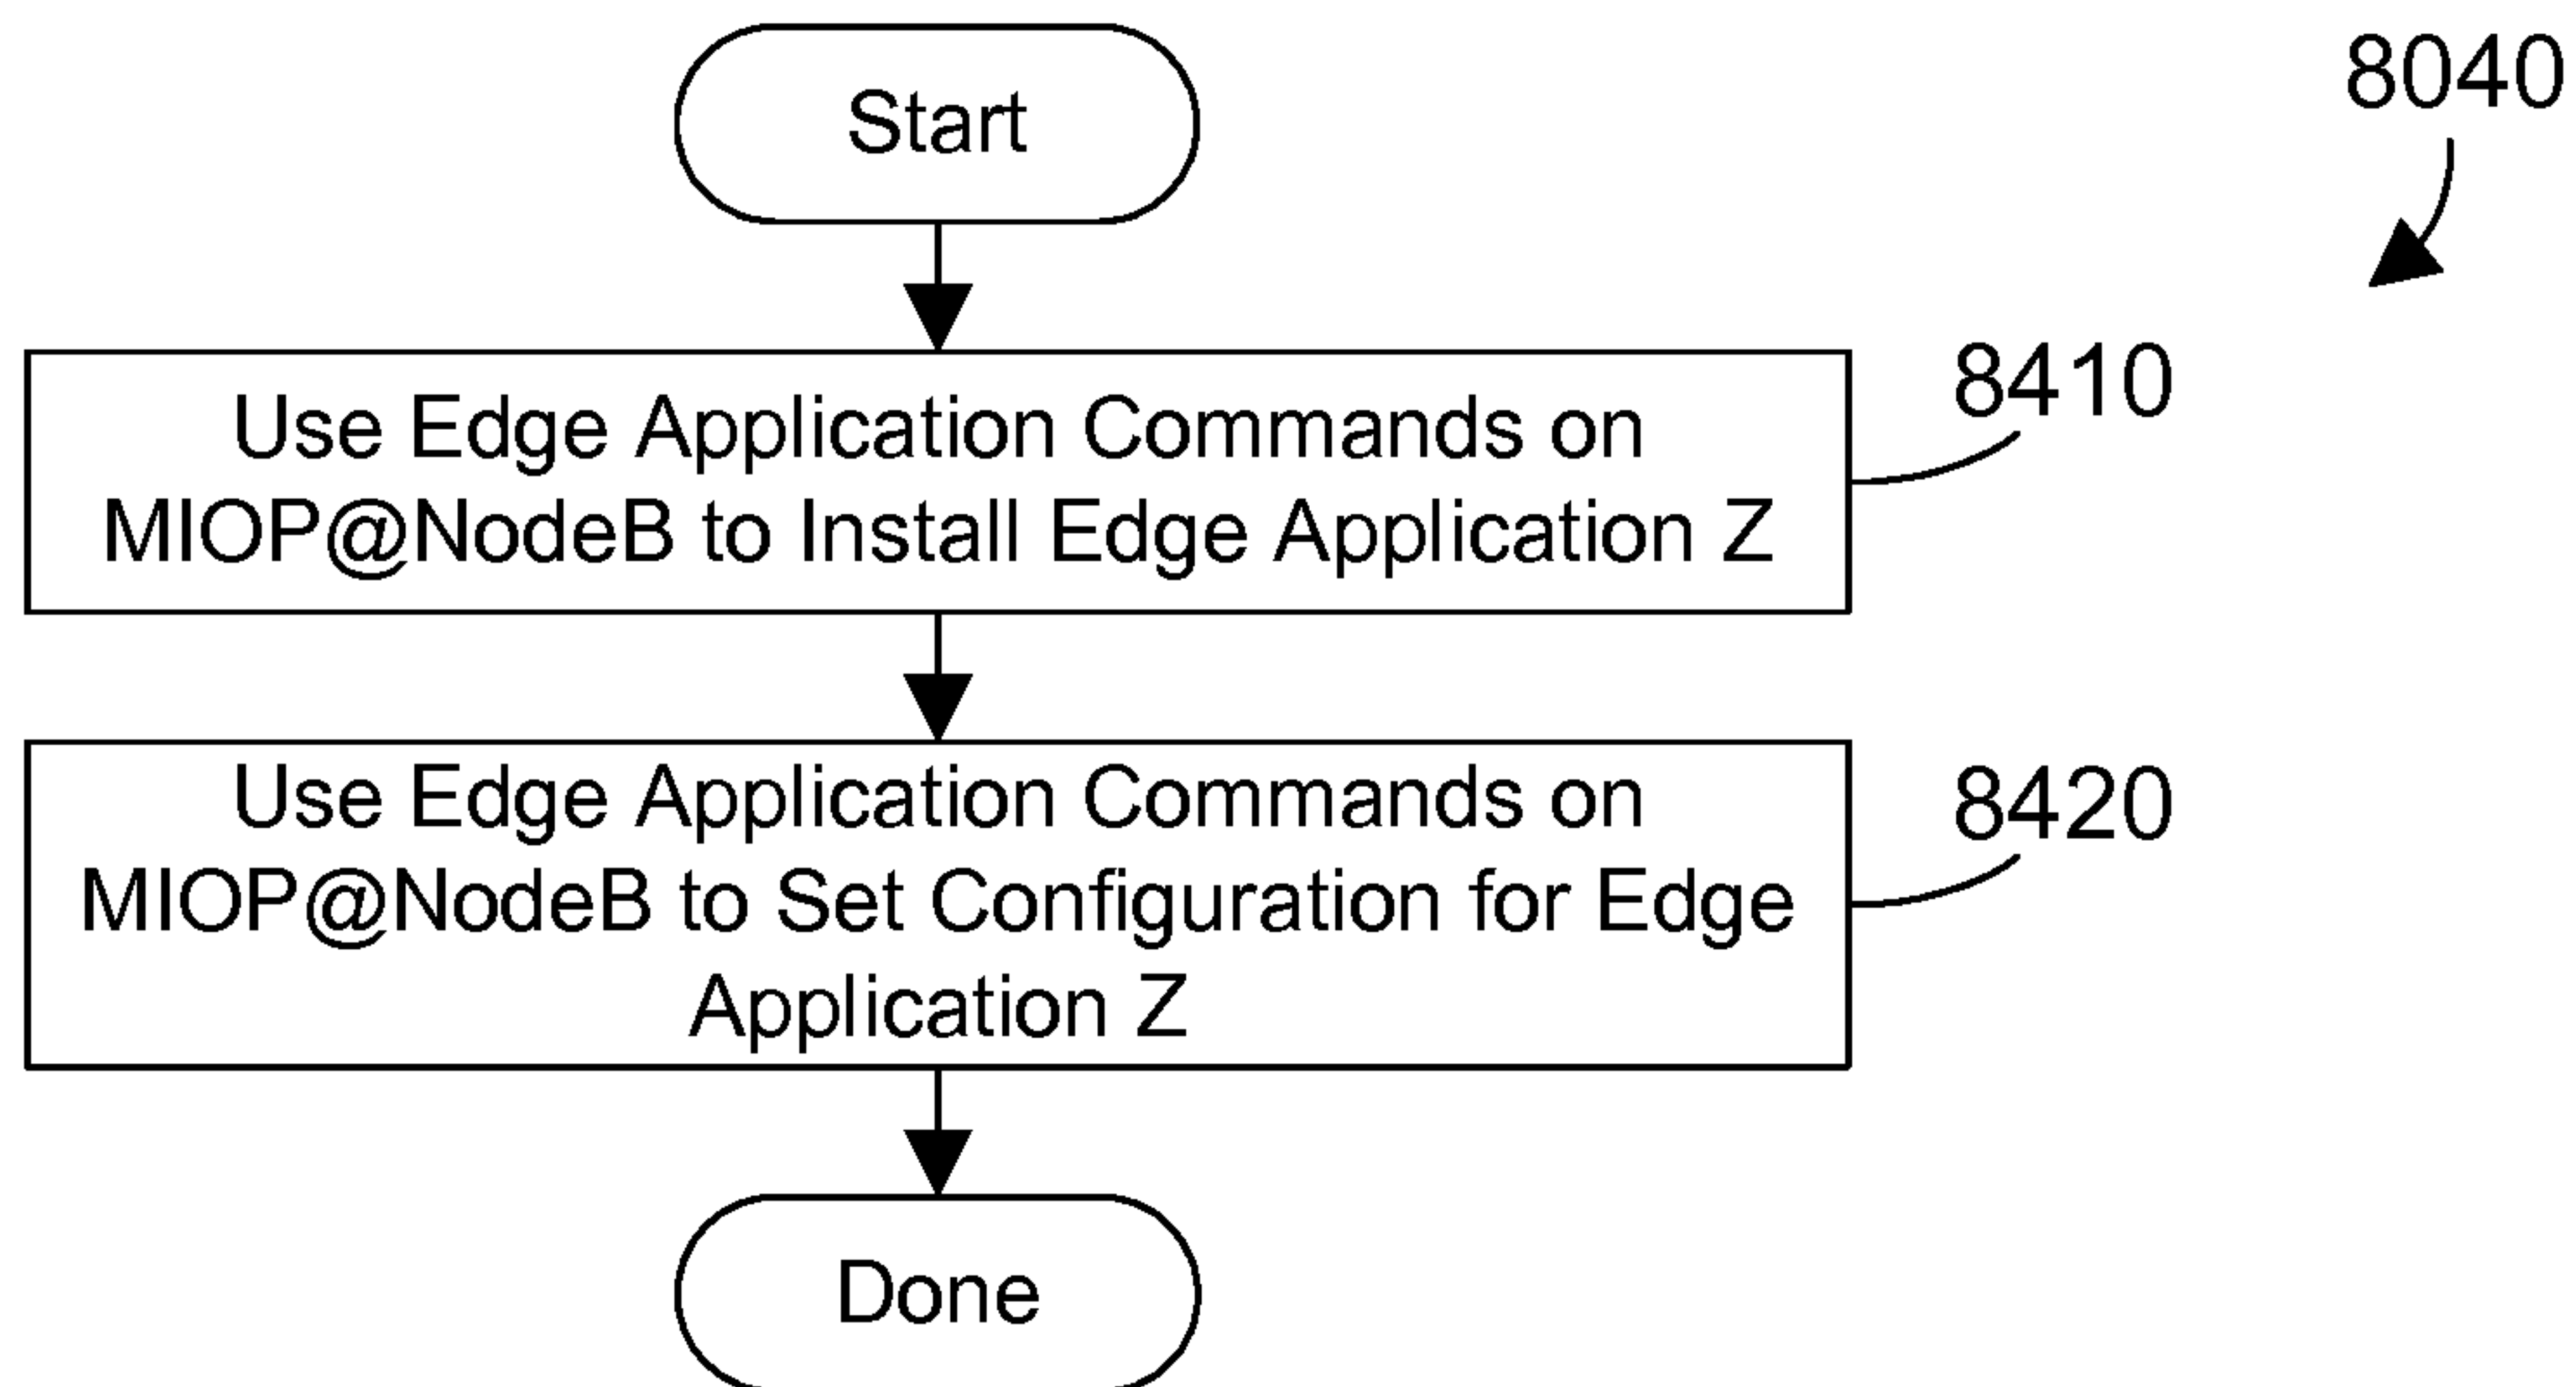 Start
8040
Use Edge Application Commands on
MIOP@NodeB to Install Edge Application Z
8410
Use Edge Application Commands on
MIOP@NodeB to Set Configuration for Edge
Application Z
8420
Done